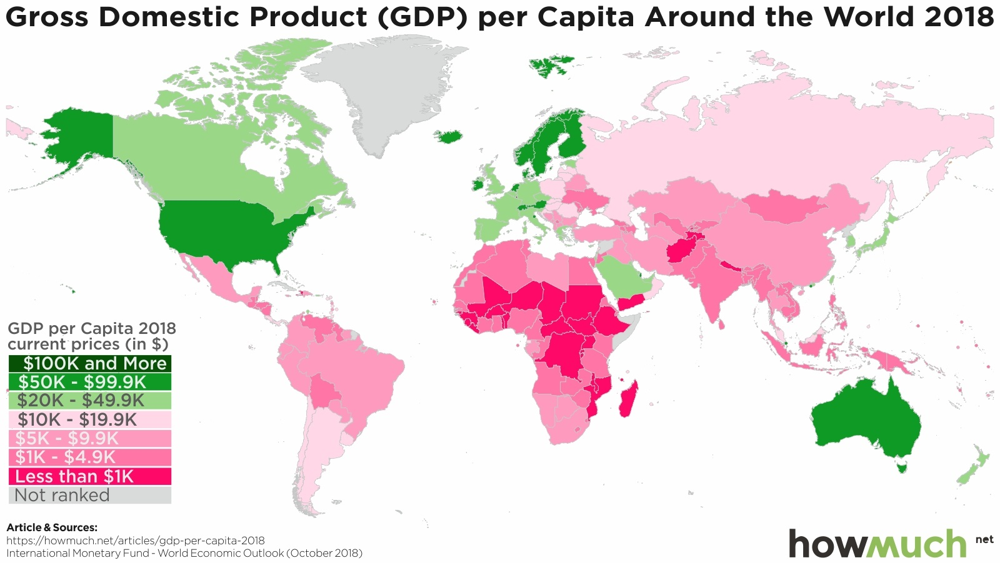 Gross Domestic Product (GDP) per Capita Around the World 2018
GDP per Capita 2018
current prices (in $)
$100K and More
$50K - $99.9K
$20K - $49.9K
$10K - $19.9K
$5K - $9.9K
$1K - $4.9K
Less than $1K
Not ranked
Article & Sources:
https://howmuch.net/articles/gdp-per-capita-2018
International Monetary Fund - World Economic Outlook (October 2018)
howmuch net